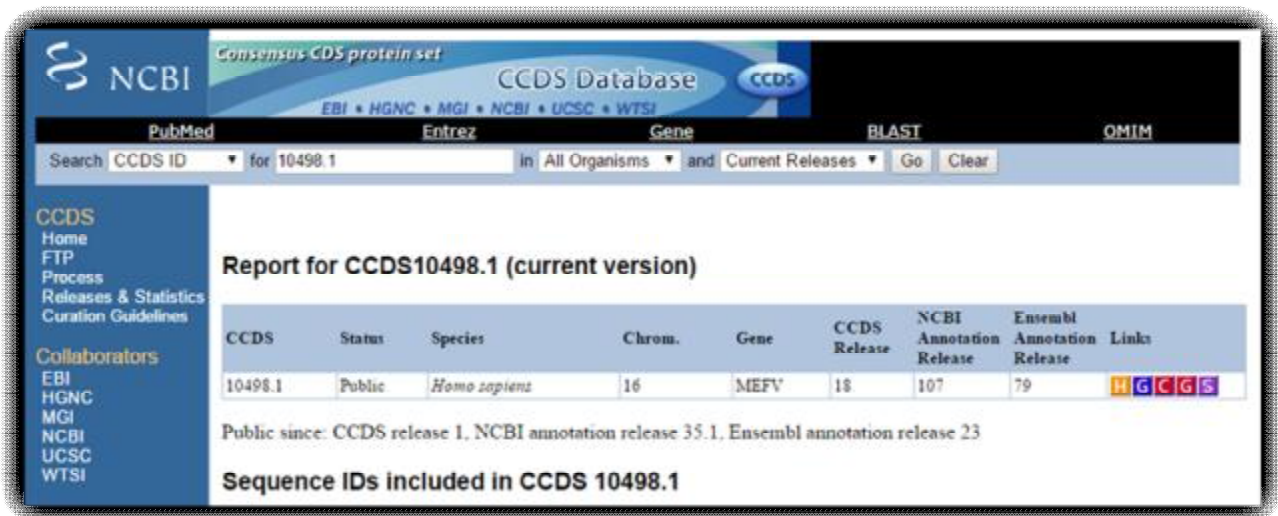 NCBI
Consensus CDS protein set
CCDS Database
CCDS
EBI • HGNC • MGI • NCBI • UCSC • WTSI
PubMed Entrez Gene BLAST OMIM
Search CCDS ID for 10498.1 in All Organisms and Current Releases Go Clear
CCDS
Home
FTP
Process
Releases & Statistics
Curation Guidelines
Collaborators
EBI
HGNC
MGI
NCBI
UCSC
WTSI
Report for CCDS10498.1 (current version)
CCDS Status Species Chrom. Gene CCDS Release NCBI Annotation Release Ensembl Annotation Release Links
10498.1 Public Homo sapiens 16 MEFV 18 107 79 H G C G S
Public since: CCDS release 1, NCBI annotation release 35.1, Ensembl annotation release 23
Sequence IDs included in CCDS 10498.1